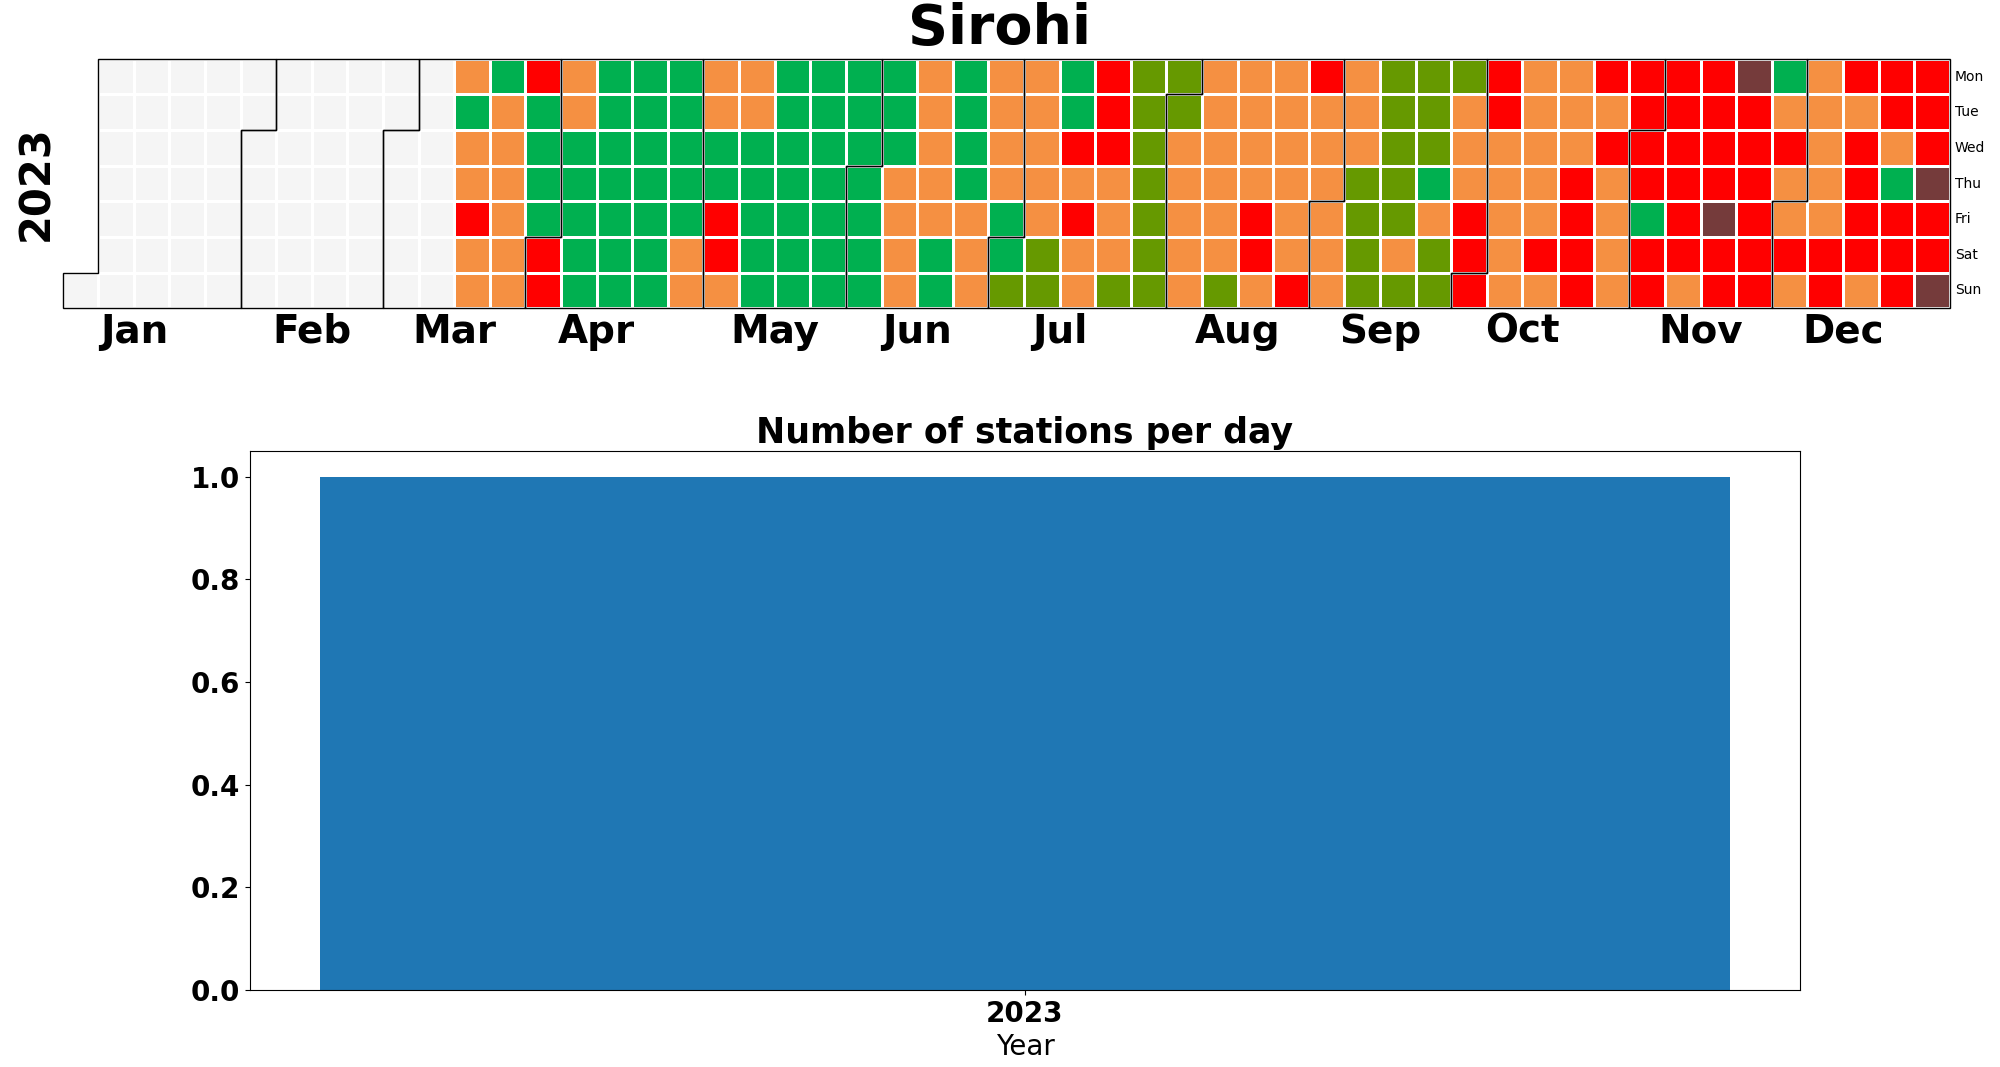 Sirohi
2023
Mon
Tue
Wed
Thu
Fri
Sat
Sun
Jan Feb Mar Apr May Jun Jul Aug Sep Oct Nov Dec
Number of stations per day
1.0
0.8
0.6
0.4
0.2
0.0
2023
Year